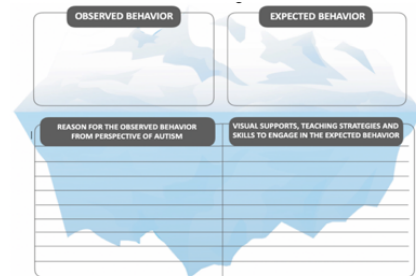 OBSERVED BEHAVIOR
EXPECTED BEHAVIOR
REASON FOR THE OBSERVED BEHAVIOR
FROM PERSPECTIVE OF AUTISM
VISUAL SUPPORTS, TEACHING STRATEGIES AND
SKILLS TO ENGAGE IN THE EXPECTED BEHAVIOR